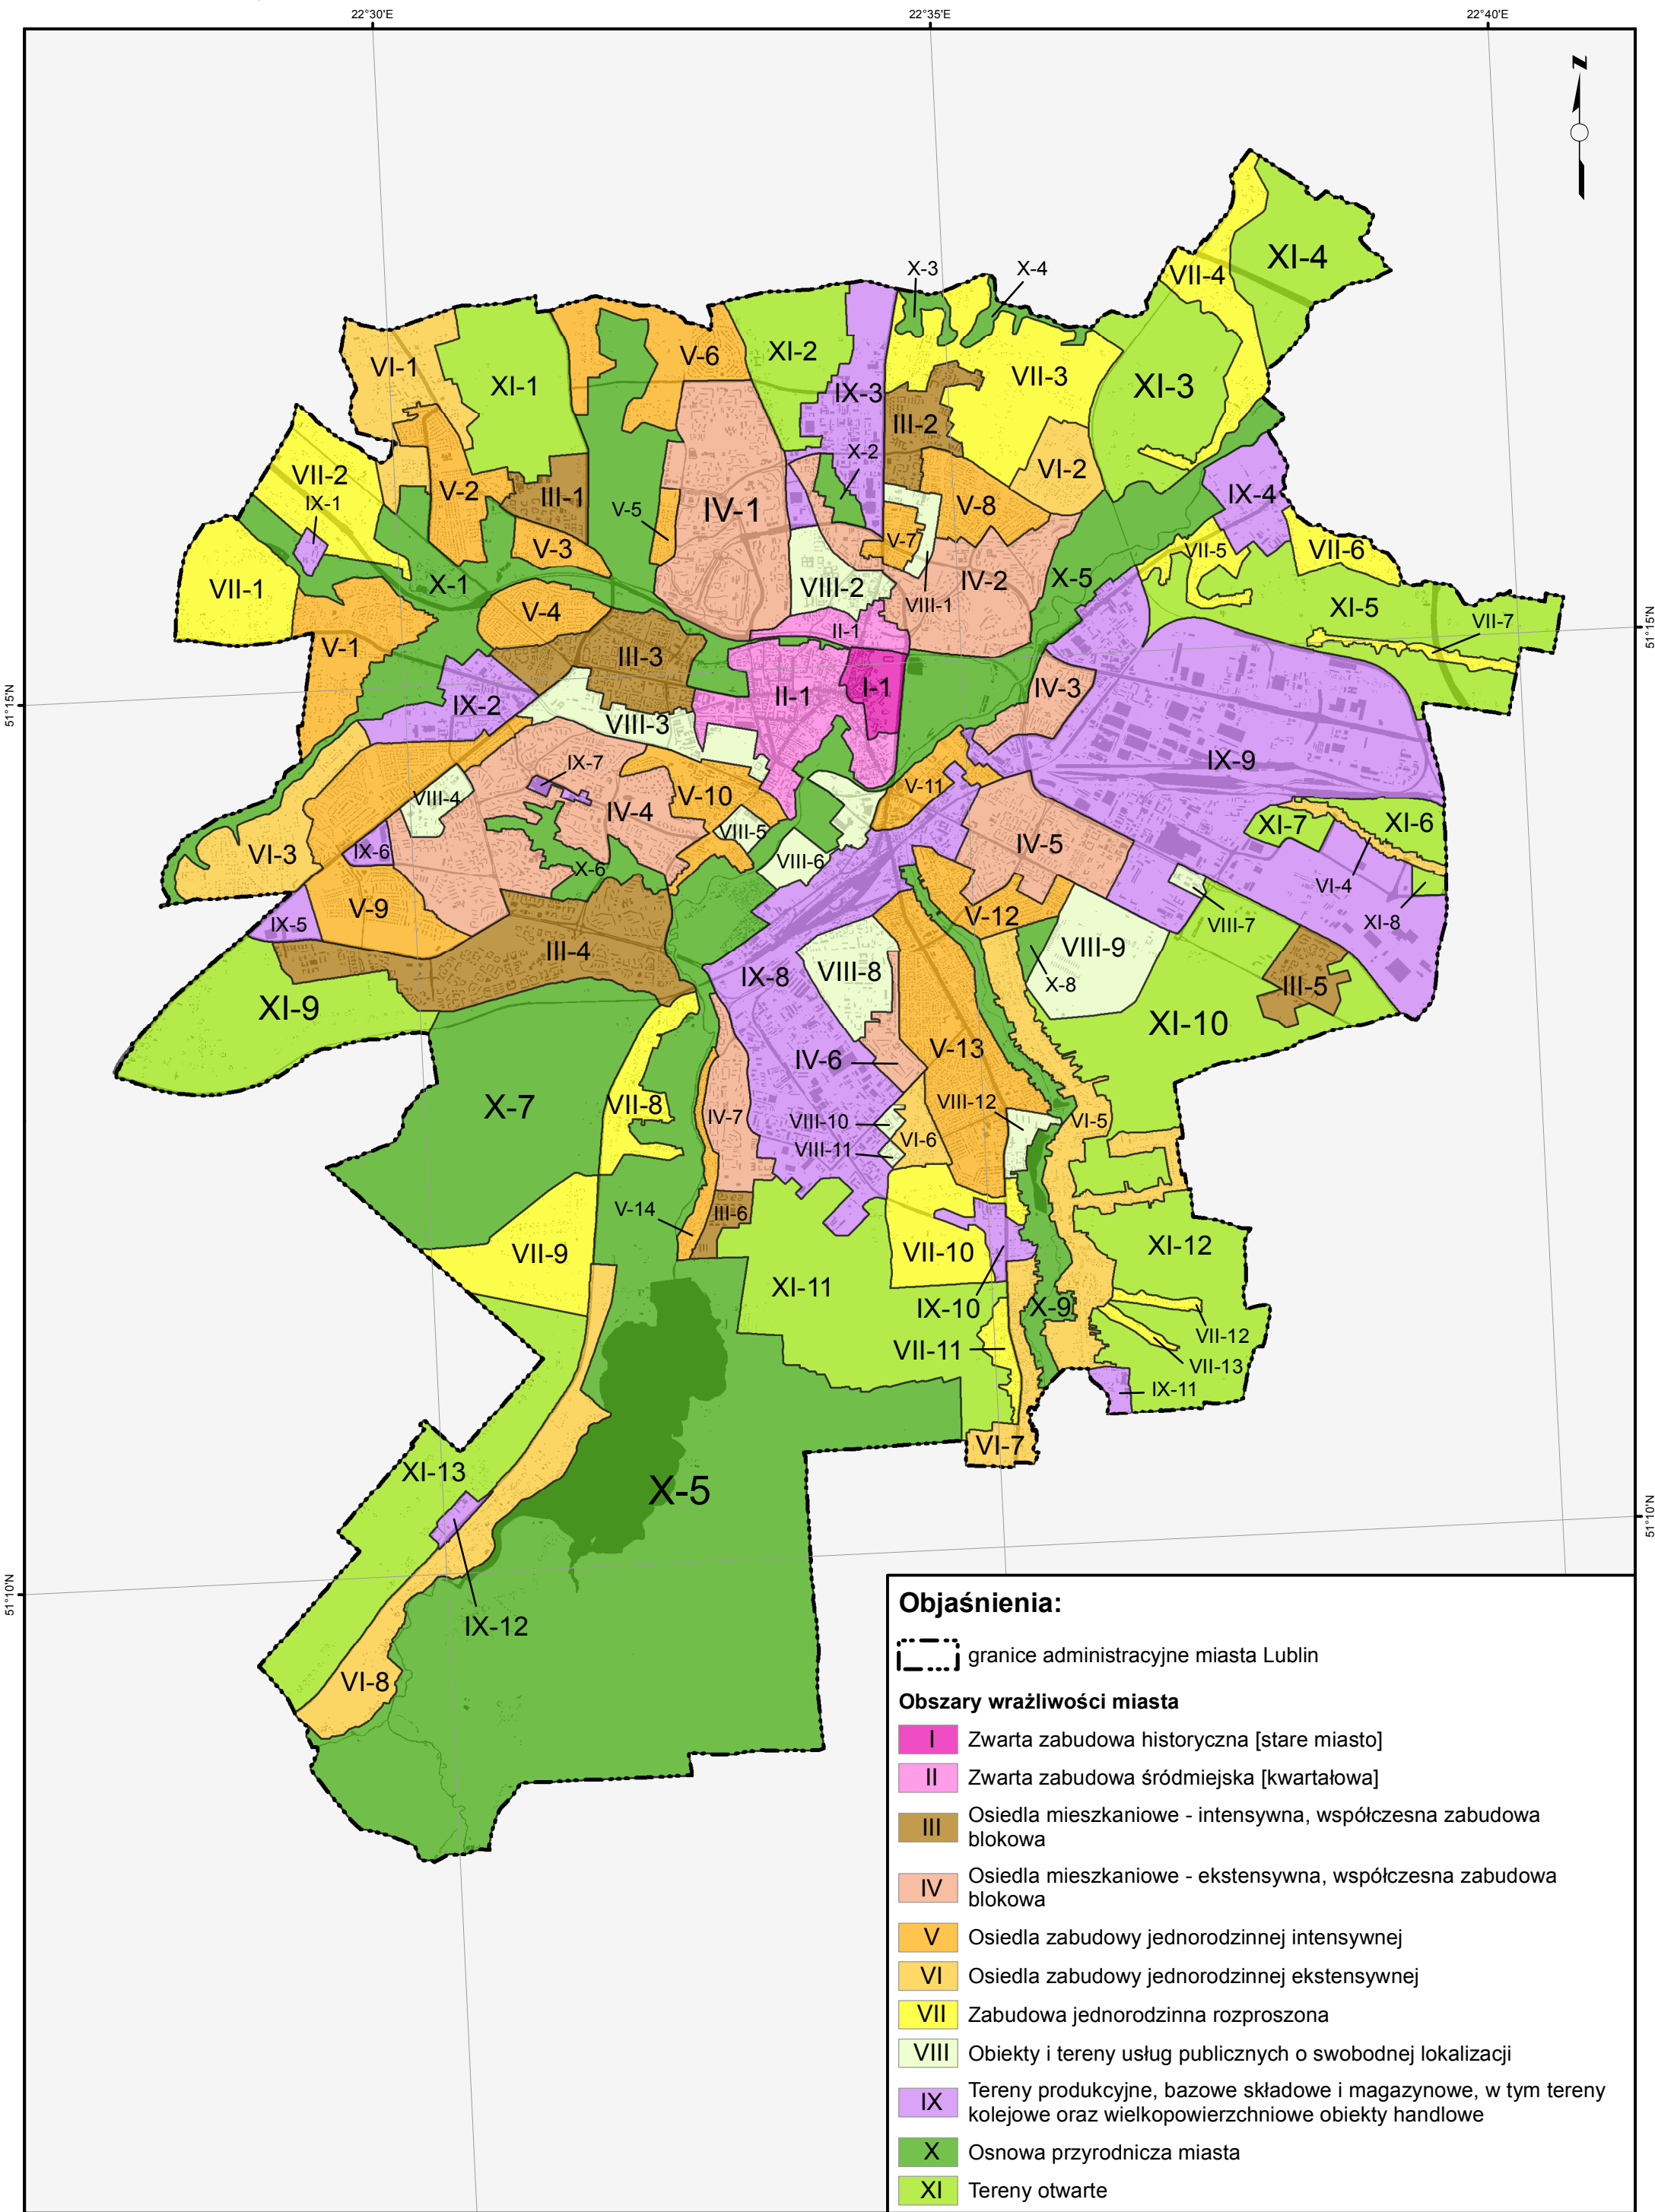 22°30'E
22°35'E
22°40'E
N
XI-4
X-3
X-4
VII-4
VI-1
XI-1
V-6
XI-2
IX-3
VII-3
XI-3
III-2
X-2
VI-2
VII-2
IX-1
V-2
III-1
V-5
IV-1
V-8
IX-4
V-3
V-7
VII-5
VII-6
VII-1
X-1
VIII-2
IV-2
X-5
VIII-1
XI-5
V-4
VII-7
II-1
51°15'N
V-1
III-3
I-1
II-1
IV-3
51°15'N
IX-2
VIII-3
IX-7
IX-9
VIII-4
V-10
V-11
IV-4
VIII-5
XI-7
XI-6
VI-3
IX-6
X-6
VIII-6
IV-5
VI-4
V-9
IX-5
V-12
VIII-7
XI-8
III-4
VIII-9
IX-8
VIII-8
X-8
III-5
XI-9
XI-10
V-13
IV-6
X-7
VII-8
IV-7
VIII-12
VIII-10
VI-5
VIII-11
VI-6
V-14
III-6
VII-9
VII-10
XI-12
XI-11
IX-10
X-9
VII-12
VII-11
VII-13
IX-11
VI-7
XI-13
X-5
51°10'N
51°10'N
IX-12
VI-8
Objaśnienia:
granice administracyjne miasta Lublin
Obszary wrażliwości miasta
I Zwarta zabudowa historyczna [stare miasto]
II Zwarta zabudowa śródmiejska [kwartałowa]
III Osiedla mieszkaniowe - intensywna, współczesna zabudowa
blokowa
IV Osiedla mieszkaniowe - ekstensywna, współczesna zabudowa
blokowa
V Osiedla zabudowy jednorodzinnej intensywnej
VI Osiedla zabudowy jednorodzinnej ekstensywnej
VII Zabudowa jednorodzinna rozproszona
VIII Obiekty i tereny usług publicznych o swobodnej lokalizacji
IX Tereny produkcyjne, bazowe składowe i magazynowe, w tym tereny
kolejowe oraz wielkopowierzchniowe obiekty handlowe
X Osnowa przyrodnicza miasta
XI Tereny otwarte